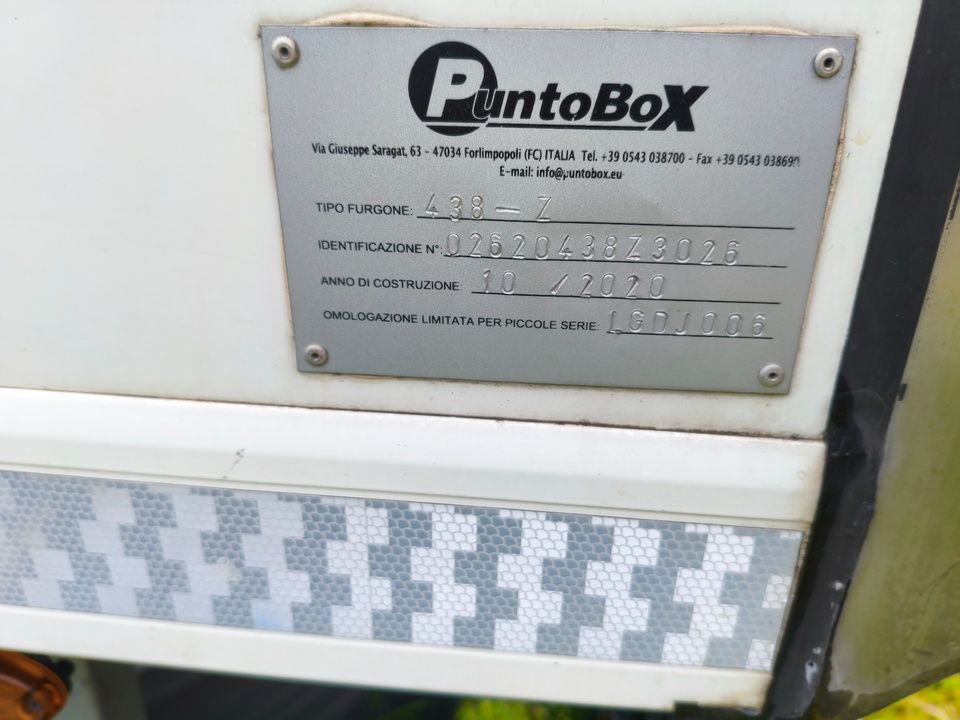 PuntoBox
Via Giuseppe Saragat, 63 - 47034 Forlimpopoli (FC) ITALIA Tel. +39 0543 038700 - Fax +39 0543 038690
E-mail: info@puntobox.eu
TIPO FURGONE: 438-Z
IDENTIFICAZIONE N°: 02620438Z3026
ANNO DI COSTRUZIONE: 10 / 2020
OMOLOGAZIONE LIMITATA PER PICCOLE SERIE: LGDJ006